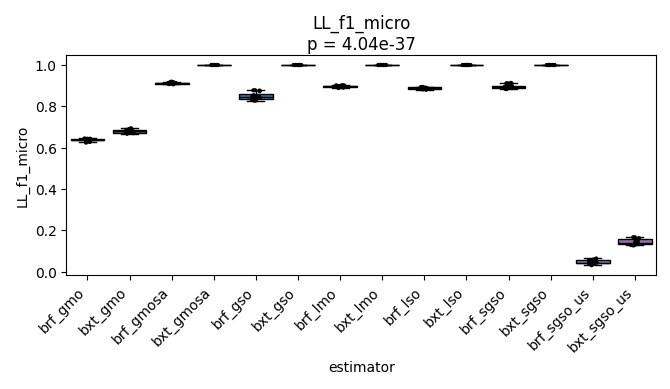 LL_f1_micro
p = 4.04e-37
LL_f1_micro
1.0
0.8
0.6
0.4
0.2
0.0
brf_gmo
bxt_gmo
brf_gmosa
bxt_gmosa
brf_gso
bxt_gso
brf_lmo
bxt_lmo
brf_lso
bxt_lso
brf_sgso
bxt_sgso
brf_sgso_us
bxt_sgso_us
estimator